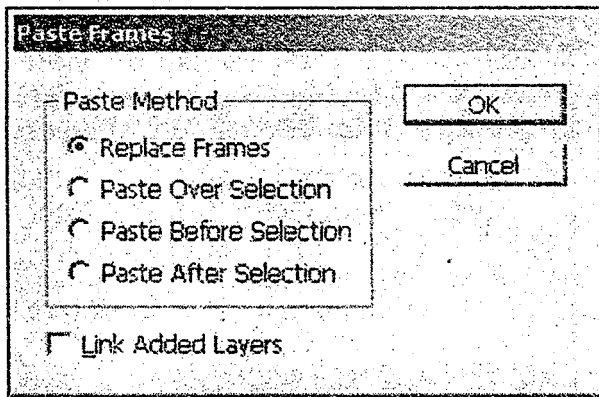 Paste Frames
Paste Method
Replace Frames
Paste Over Selection
Paste Before Selection
Paste After Selection
Link Added Layers
OK
Cancel